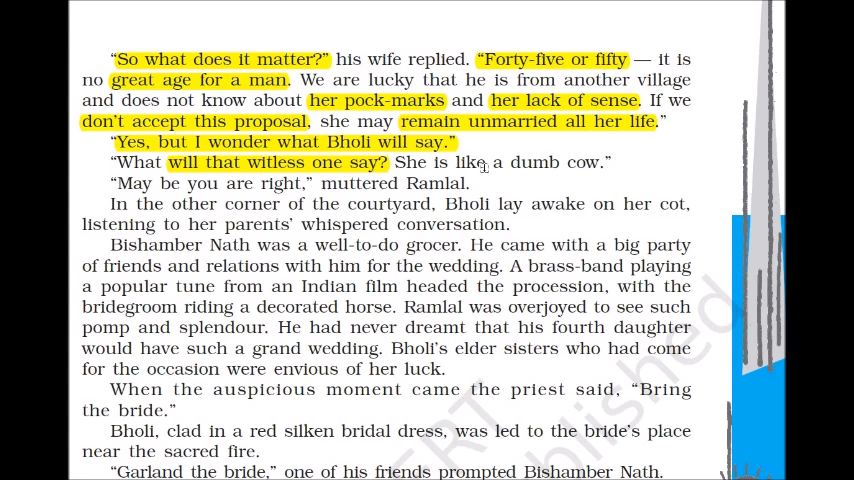 “So what does it matter?” his wife replied. “Forty-five or fifty — it is
no great age for a man. We are lucky that he is from another village
and does not know about her pock-marks and her lack of sense. If we
don’t accept this proposal, she may remain unmarried all her life.”
“Yes, but I wonder what Bholi will say.”
“What will that witless one say? She is like a dumb cow.”
“May be you are right,” muttered Ramlal.
In the other corner of the courtyard, Bholi lay awake on her cot,
listening to her parents’ whispered conversation.
Bishamber Nath was a well-to-do grocer. He came with a big party
of friends and relations with him for the wedding. A brass-band playing
a popular tune from an Indian film headed the procession, with the
bridegroom riding a decorated horse. Ramlal was overjoyed to see such
pomp and splendour. He had never dreamt that his fourth daughter
would have such a grand wedding. Bholi’s elder sisters who had come
for the occasion were envious of her luck.
When the auspicious moment came the priest said, “Bring
the bride.”
Bholi, clad in a red silken bridal dress, was led to the bride’s place
near the sacred fire.
“Garland the bride,” one of his friends prompted Bishamber Nath.